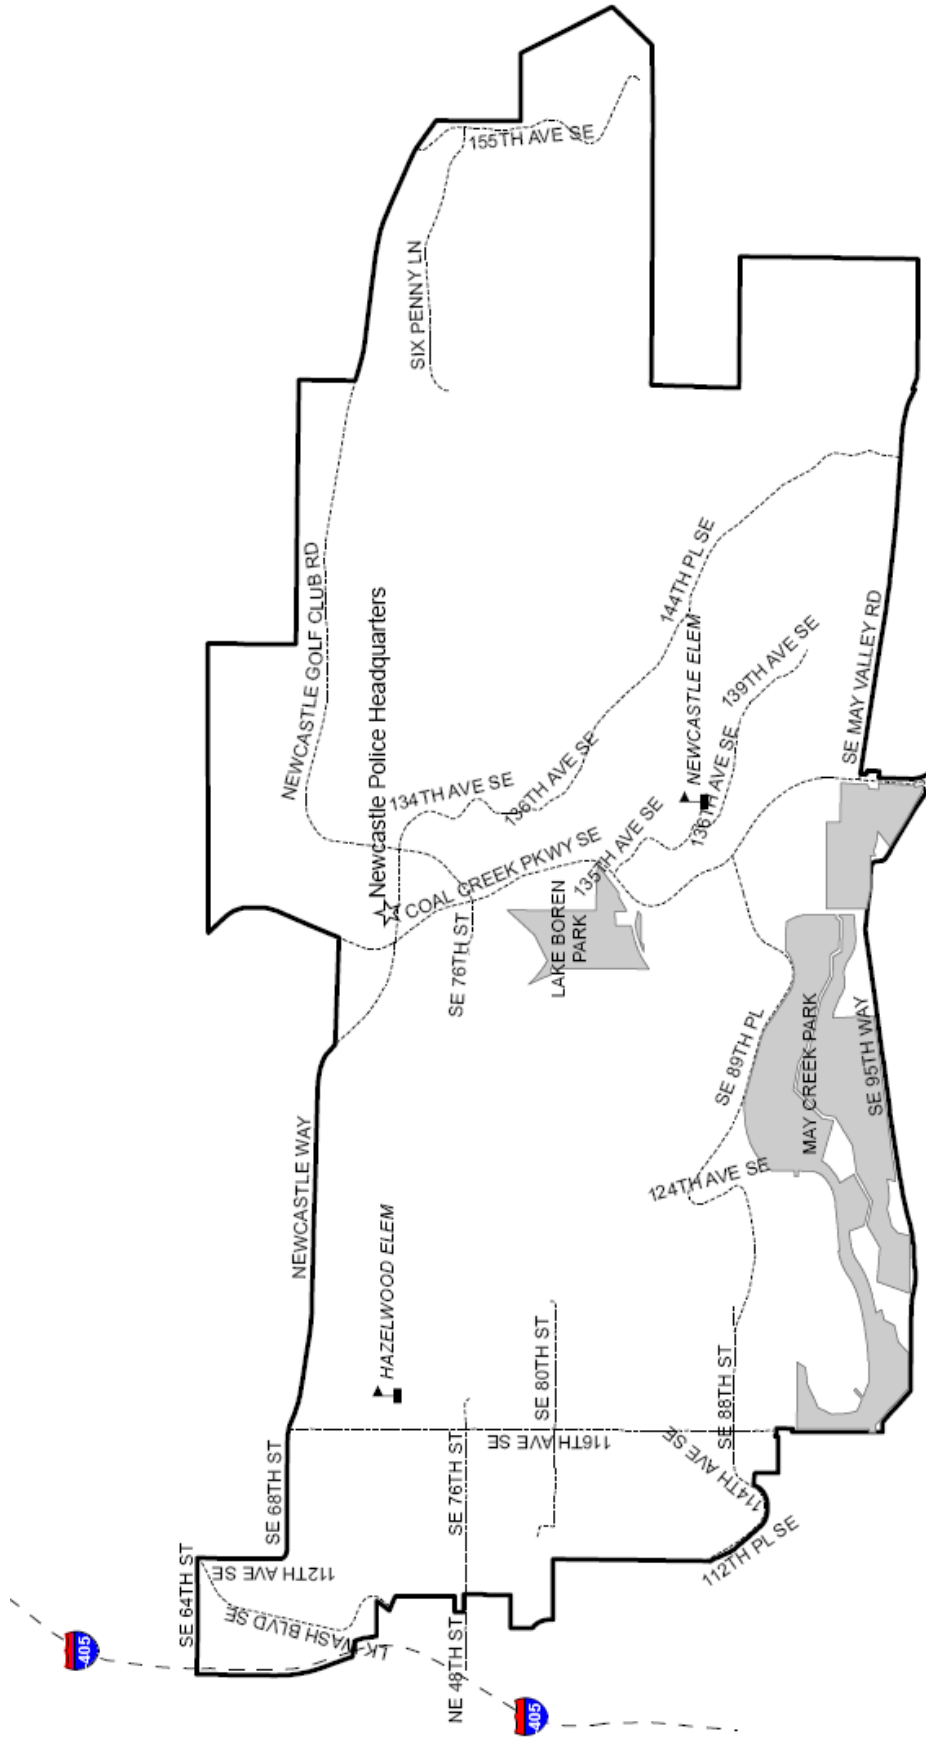 155TH AVE SE
SIX PENNY LN
NEWCASTLE GOLF CLUB RD
Newcastle Police Headquarters
134TH AVE SE
136TH AVE SE
144TH PL SE
NEWCASTLE ELEM
139TH AVE SE
136TH AVE SE
135TH AVE SE
SE MAY VALLEY RD
COAL CREEK PKWY SE
SE 76TH ST
LAKE BOREN
PARK
SE 89TH PL
MAY CREEK PARK
SE 95TH WAY
124TH AVE SE
NEWCASTLE WAY
HAZELWOOD ELEM
SE 80TH ST
SE 88TH ST
116TH AVE SE
114TH AVE SE
SE 76TH ST
SE 68TH ST
112TH AVE SE
SE 64TH ST
LK WASH BLVD SE
112TH PL SE
NE 48TH ST
405
405